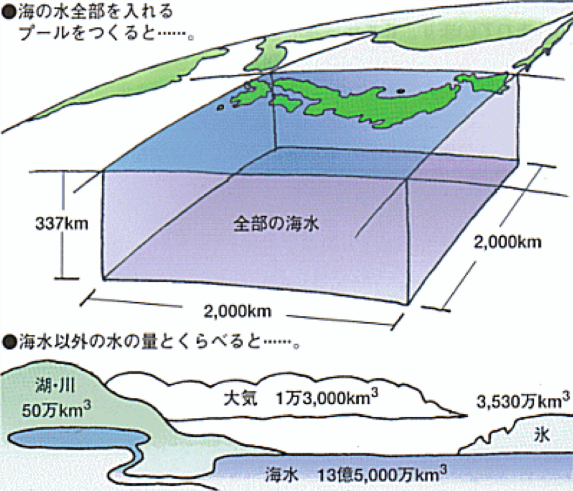 ●海の水全部を入れる
プールをつくると……。
337km
全部の海水
2,000km
2,000km
●海水以外の水の量とくらべると……。
湖・川
50万km³
大気 1万3,000km³
3,530万km³
氷
海水 13億5,000万km³